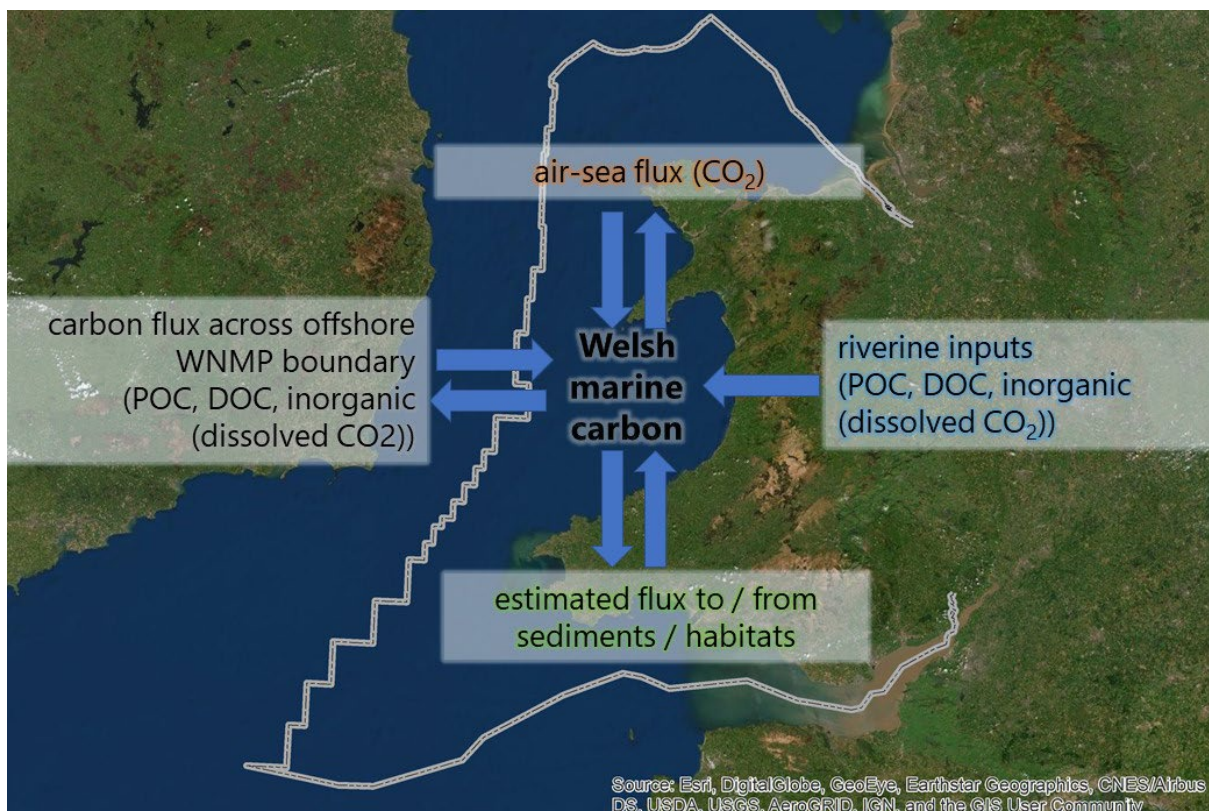 air-sea flux (CO₂)
carbon flux across offshore
WNMP boundary
(POC, DOC, inorganic
(dissolved CO2))
Welsh
marine
carbon
riverine inputs
(POC, DOC, inorganic
(dissolved CO₂))
estimated flux to / from
sediments / habitats
Source: Esri, DigitalGlobe, GeoEye, Earthstar Geographics, CNES/Airbus
DS, USDA, USGS, AeroGRID, IGN, and the GIS User Community